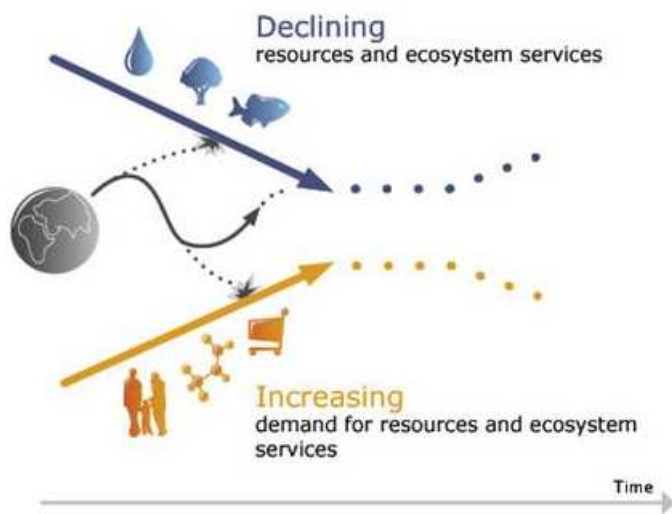 Declining
resources and ecosystem services
Increasing
demand for resources and ecosystem
services
Time